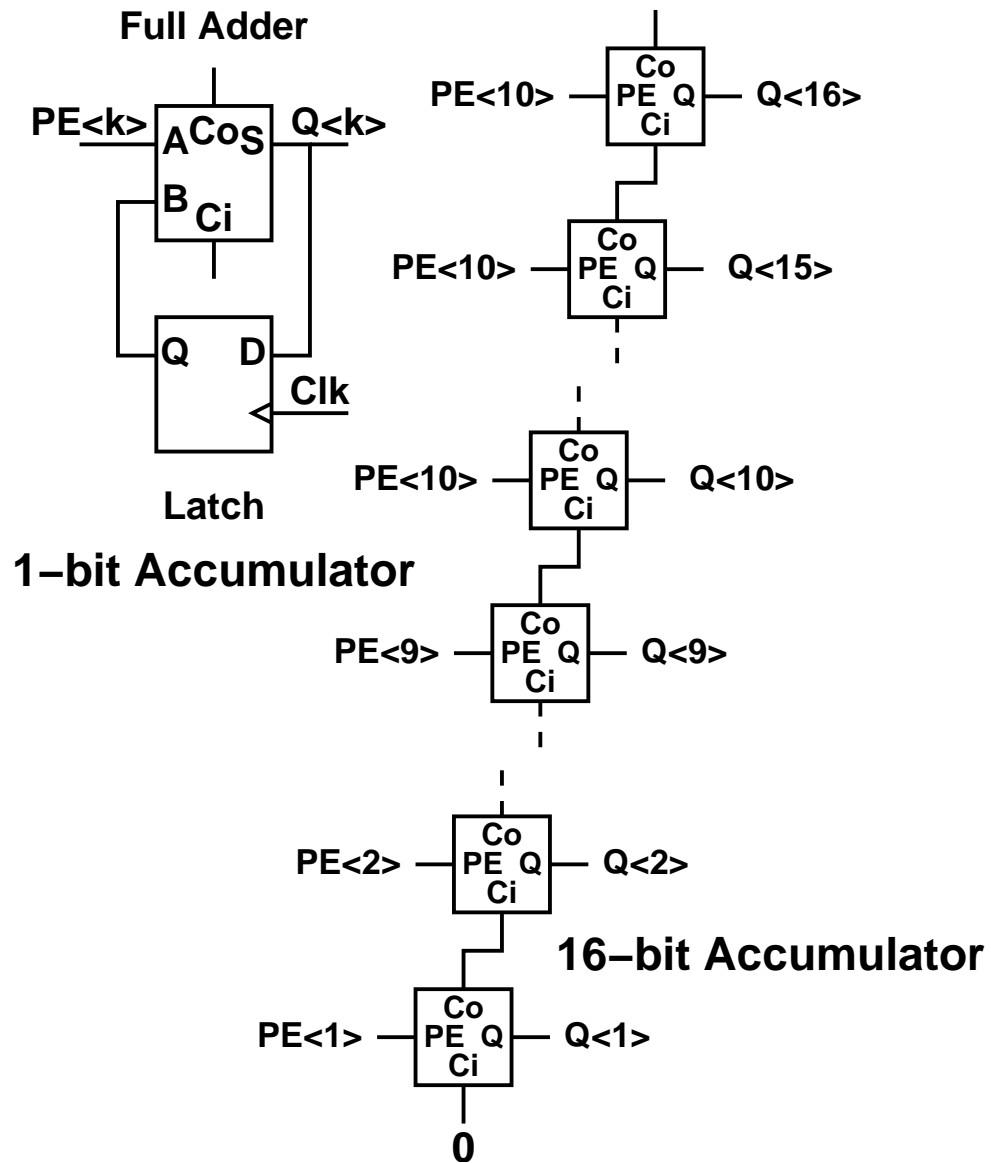 Full Adder
PE<k>
Q<k>
A
Co
S
B
Ci
Q
D
Clk
Latch
1–bit Accumulator
PE<10>
Co
PE Q
Ci
Q<16>
PE<10>
Co
PE Q
Ci
Q<15>
PE<10>
Co
PE Q
Ci
Q<10>
PE<9>
Co
PE Q
Ci
Q<9>
PE<2>
Co
PE Q
Ci
Q<2>
16–bit Accumulator
PE<1>
Co
PE Q
Ci
Q<1>
0